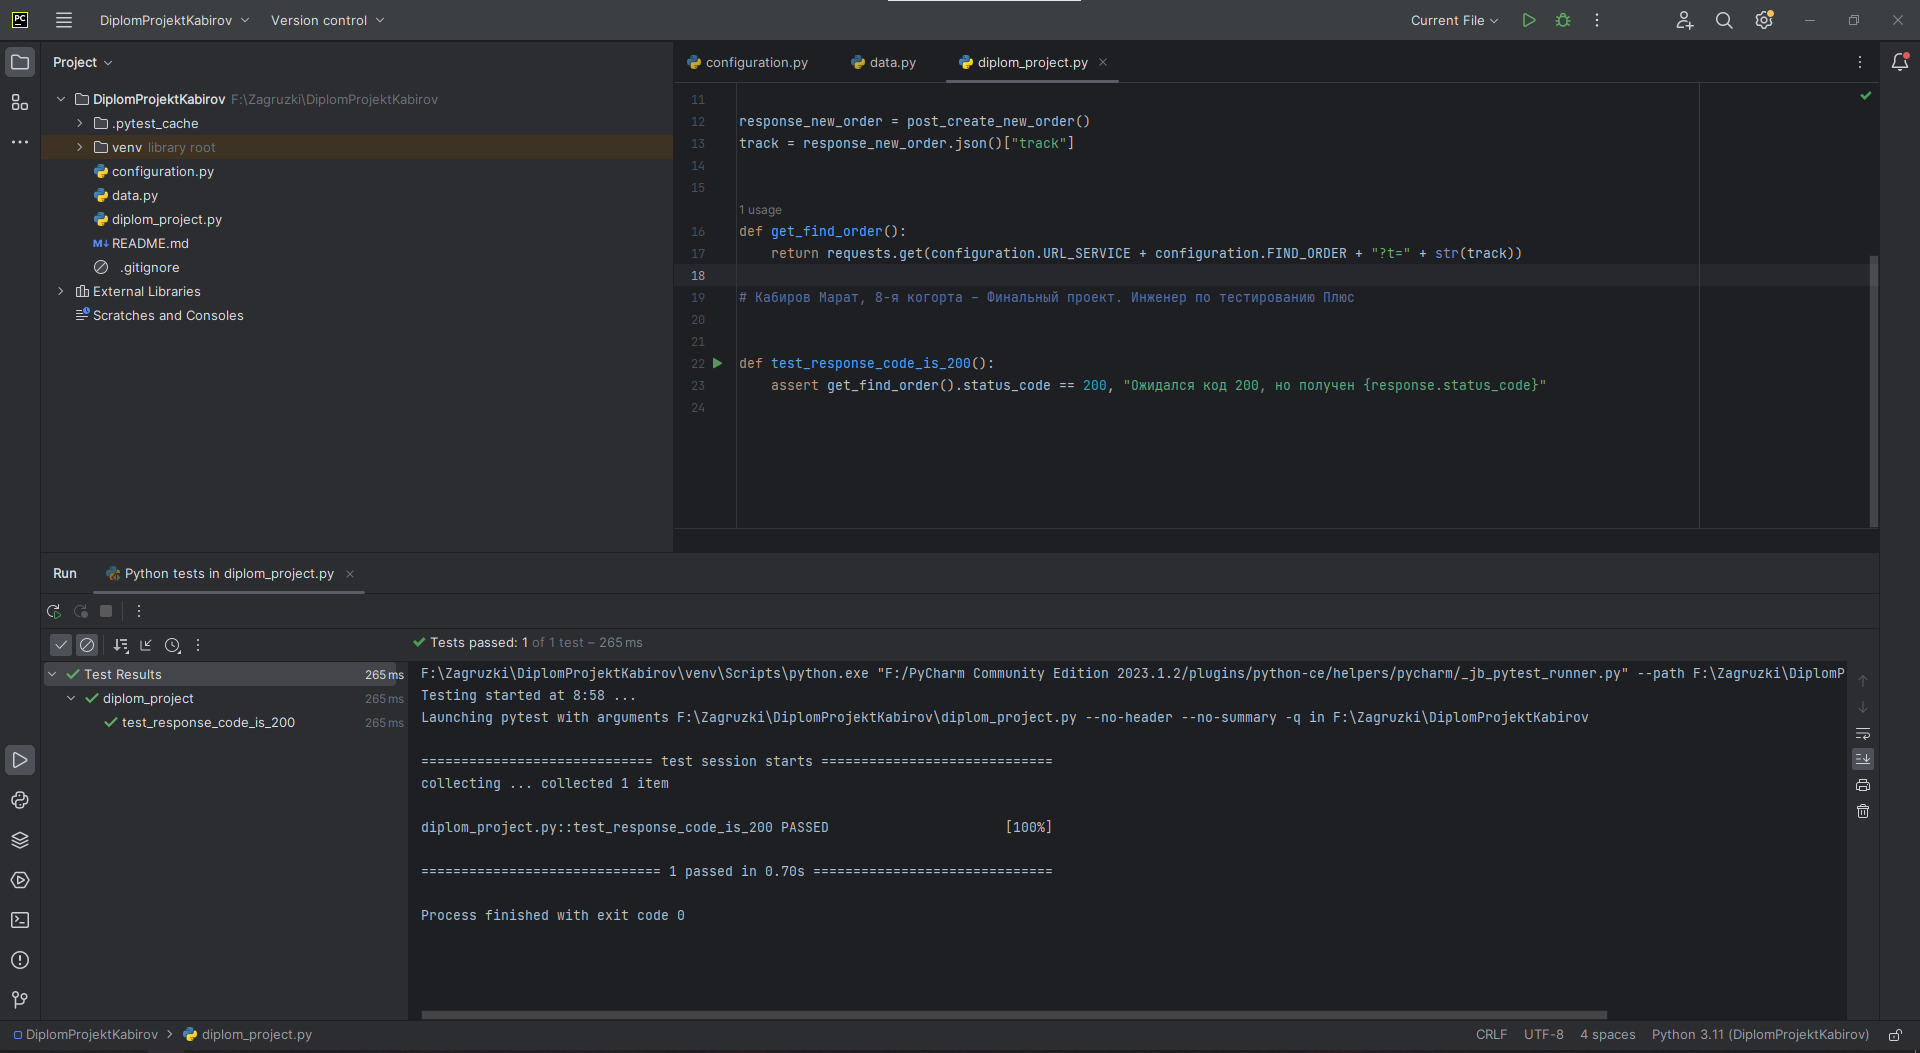 PC
DiplomProjektKabirov
Version control
Current File
Project
DiplomProjektKabirov F:\Zagruzki\DiplomProjektKabirov
.pytest_cache
venv library root
configuration.py
data.py
diplom_project.py
M↓ README.md
.gitignore
External Libraries
Scratches and Consoles
configuration.py
data.py
diplom_project.py
11
12 response_new_order = post_create_new_order()
13 track = response_new_order.json()["track"]
14
15
1 usage
16 def get_find_order():
17 return requests.get(configuration.URL_SERVICE + configuration.FIND_ORDER + "?t=" + str(track))
18
19 # Кабиров Марат, 8-я когорта – Финальный проект. Инженер по тестированию Плюс
20
21
22 def test_response_code_is_200():
23 assert get_find_order().status_code == 200, "Ожидался код 200, но получен {response.status_code}"
24
Run
Python tests in diplom_project.py
Tests passed: 1 of 1 test – 265 ms
Test Results 265 ms
diplom_project 265 ms
test_response_code_is_200 265 ms
F:\Zagruzki\DiplomProjektKabirov\venv\Scripts\python.exe "F:/PyCharm Community Edition 2023.1.2/plugins/python-ce/helpers/pycharm/_jb_pytest_runner.py" --path F:\Zagruzki\DiplomP
Testing started at 8:58 ...
Launching pytest with arguments F:\Zagruzki\DiplomProjektKabirov\diplom_project.py --no-header --no-summary -q in F:\Zagruzki\DiplomProjektKabirov
============================= test session starts =============================
collecting ... collected 1 item
diplom_project.py::test_response_code_is_200 PASSED [100%]
============================== 1 passed in 0.70s ==============================
Process finished with exit code 0
DiplomProjektKabirov > diplom_project.py
CRLF UTF-8 4 spaces Python 3.11 (DiplomProjektKabirov)